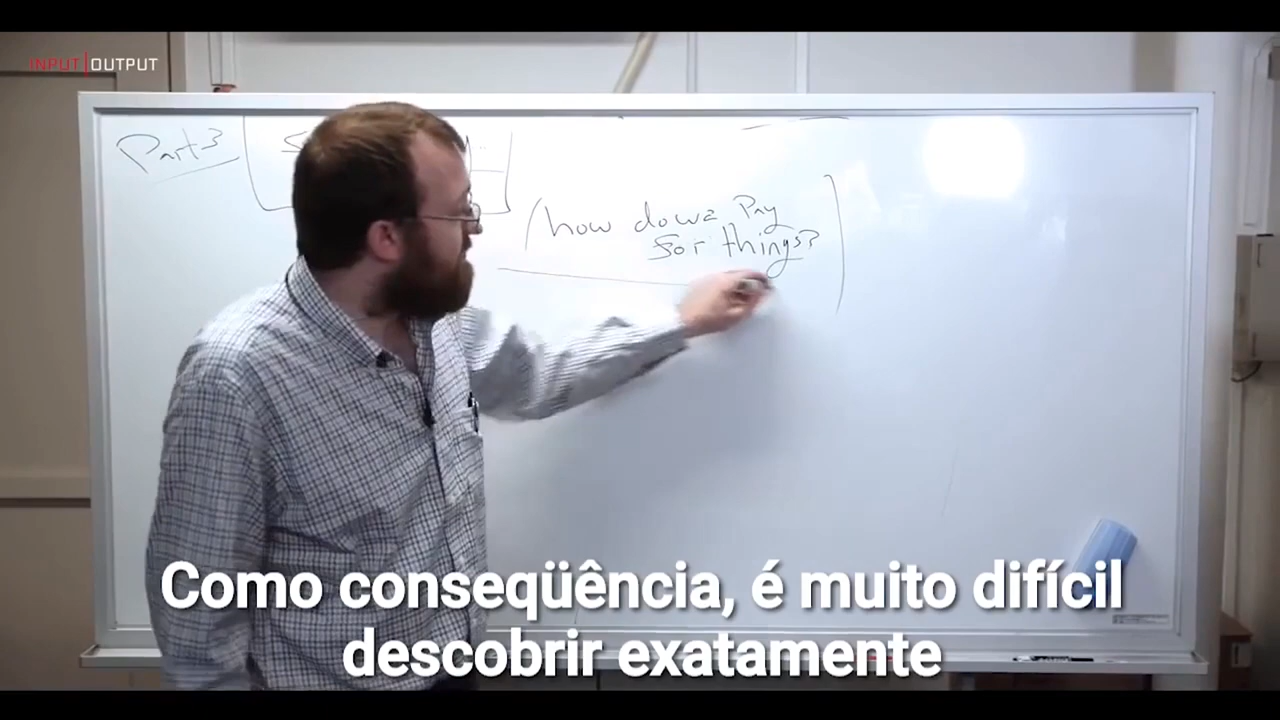 INPUT|OUTPUT
Part 3
(how do we Pay
for things?
Como conseqüência, é muito difícil
descobrir exatamente